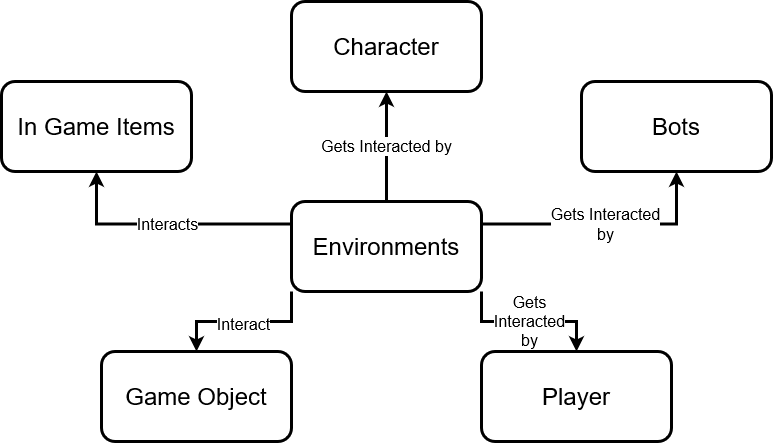 Character
In Game Items
Bots
Gets Interacted by
Interacts
Gets Interacted
by
Environments
Interact
Gets
Interacted
by
Game Object
Player